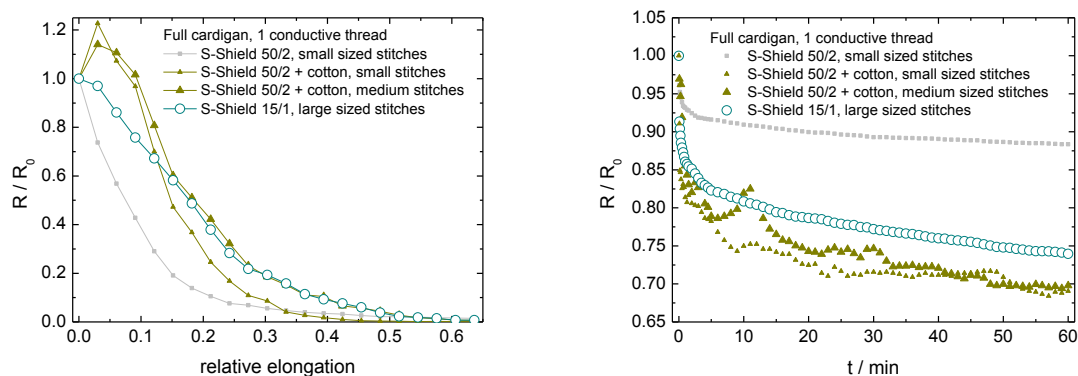 Full cardigan, 1 conductive thread
S-Shield 50/2, small sized stitches
S-Shield 50/2 + cotton, small stitches
S-Shield 50/2 + cotton, medium stitches
S-Shield 15/1, large sized stitches
1.2
1.0
0.8
0.6
0.4
0.2
0.0
R / R0
0.0 0.1 0.2 0.3 0.4 0.5 0.6
relative elongation
Full cardigan, 1 conductive thread
S-Shield 50/2, small sized stitches
S-Shield 50/2 + cotton, small sized stitches
S-Shield 50/2 + cotton, medium sized stitches
S-Shield 15/1, large sized stitches
1.05
1.00
0.95
0.90
0.85
0.80
0.75
0.70
0.65
R / R0
0 10 20 30 40 50 60
t / min